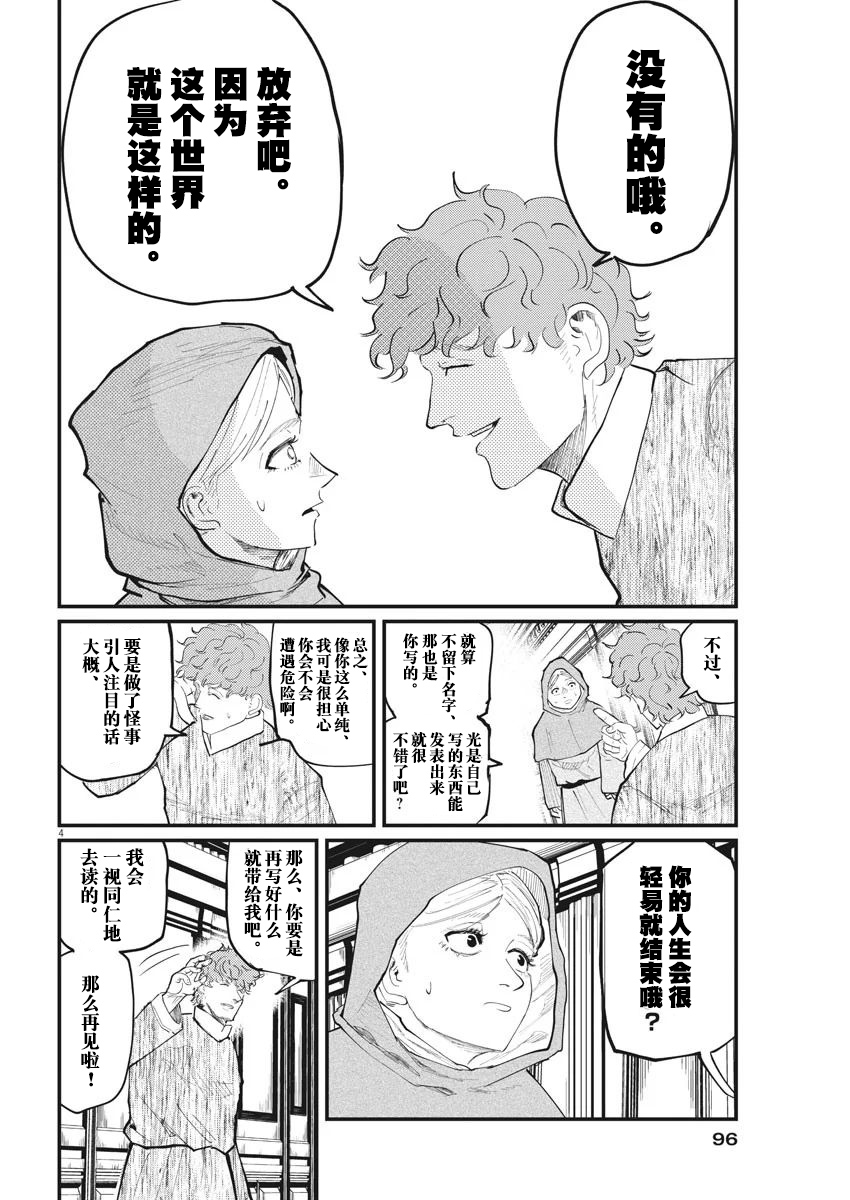 没有的哦。
放弃吧。
因为
这个世界
就是这样的。
不过、
就算
不留下名字、
那也是
你写的。
光是自己
写的东西能
发表出来
就很
不错了吧？
总之、
像你这么单纯、
我可是很担心
你会不会
遭遇危险啊。
要是做了怪事
引人注目的话
大概、
你的人生会很
轻易就结束哦？
那么、你要是
再写好什么
就带给我吧。
我会
一视同仁地
去读的。
那么再见啦！
4
96